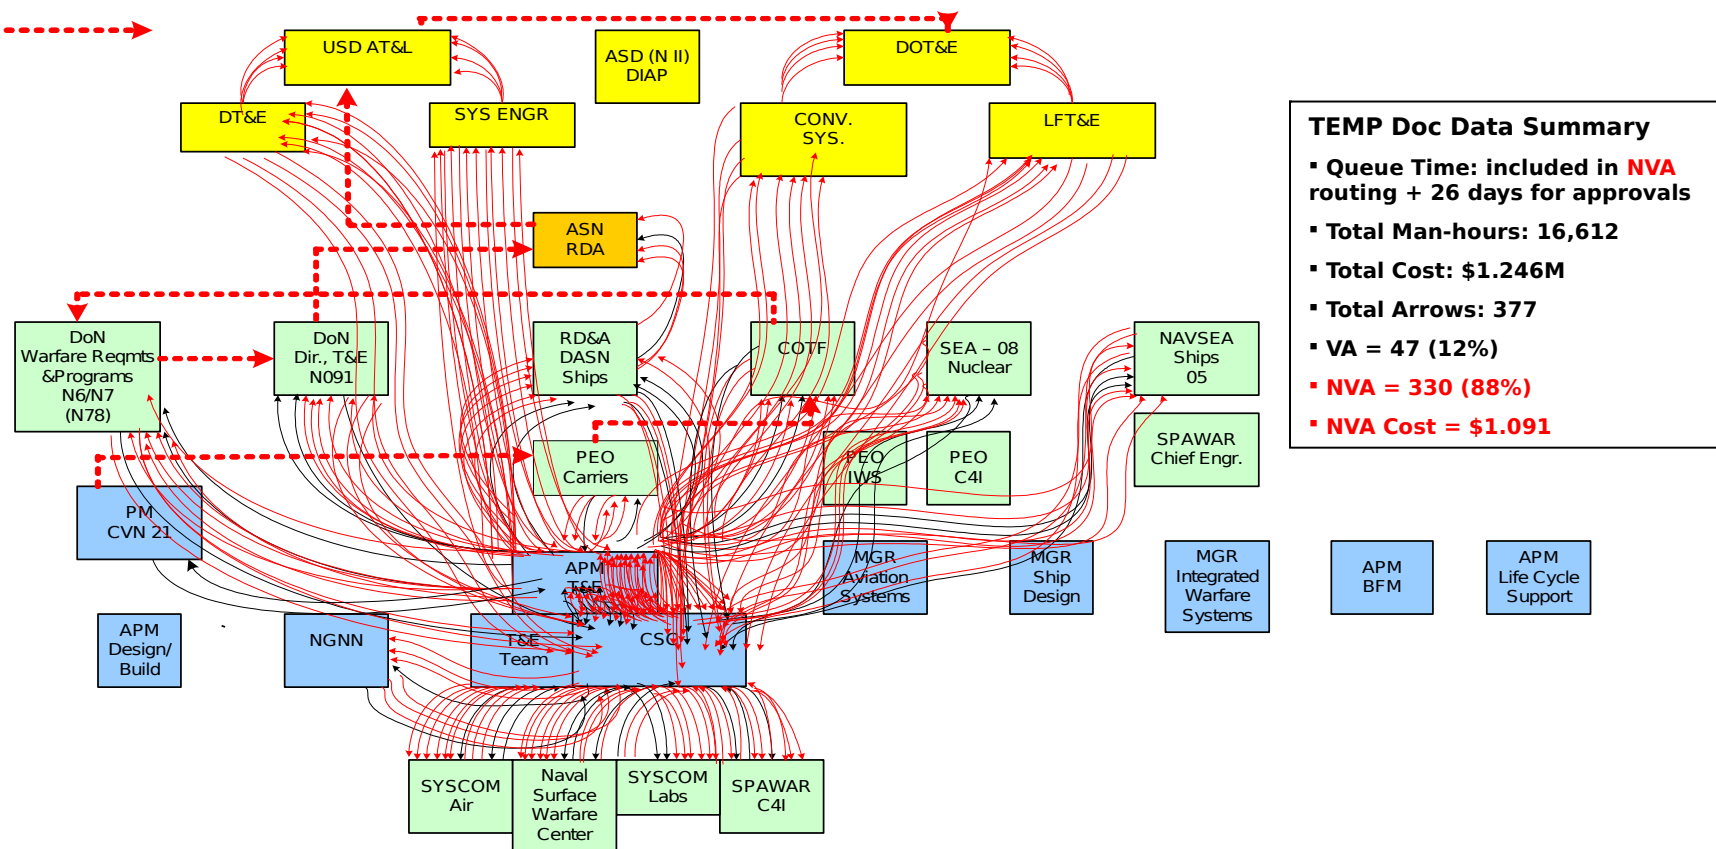 USD AT&L
ASD (N II)
DIAP
DOT&E
DT&E
SYS ENGR
CONV.
SYS.
LFT&E
TEMP Doc Data Summary
▪ Queue Time: included in NVA
routing + 26 days for approvals
▪ Total Man-hours: 16,612
▪ Total Cost: $1.246M
▪ Total Arrows: 377
▪ VA = 47 (12%)
▪ NVA = 330 (88%)
▪ NVA Cost = $1.091
ASN
RDA
DoN
Warfare Reqmts
&Programs
N6/N7
(N78)
DoN
Dir., T&E
N091
RD&A
DASN
Ships
COTF
SEA – 08
Nuclear
NAVSEA
Ships
05
PEO
Carriers
PEO
IWS
PEO
C4I
SPAWAR
Chief Engr.
PM
CVN 21
APM
T&E
MGR
Aviation
Systems
MGR
Ship
Design
MGR
Integrated
Warfare
Systems
APM
BFM
APM
Life Cycle
Support
APM
Design/
Build
NGNN
T&E
Team
CSC
SYSCOM
Air
Naval
Surface
Warfare
Center
SYSCOM
Labs
SPAWAR
C4I